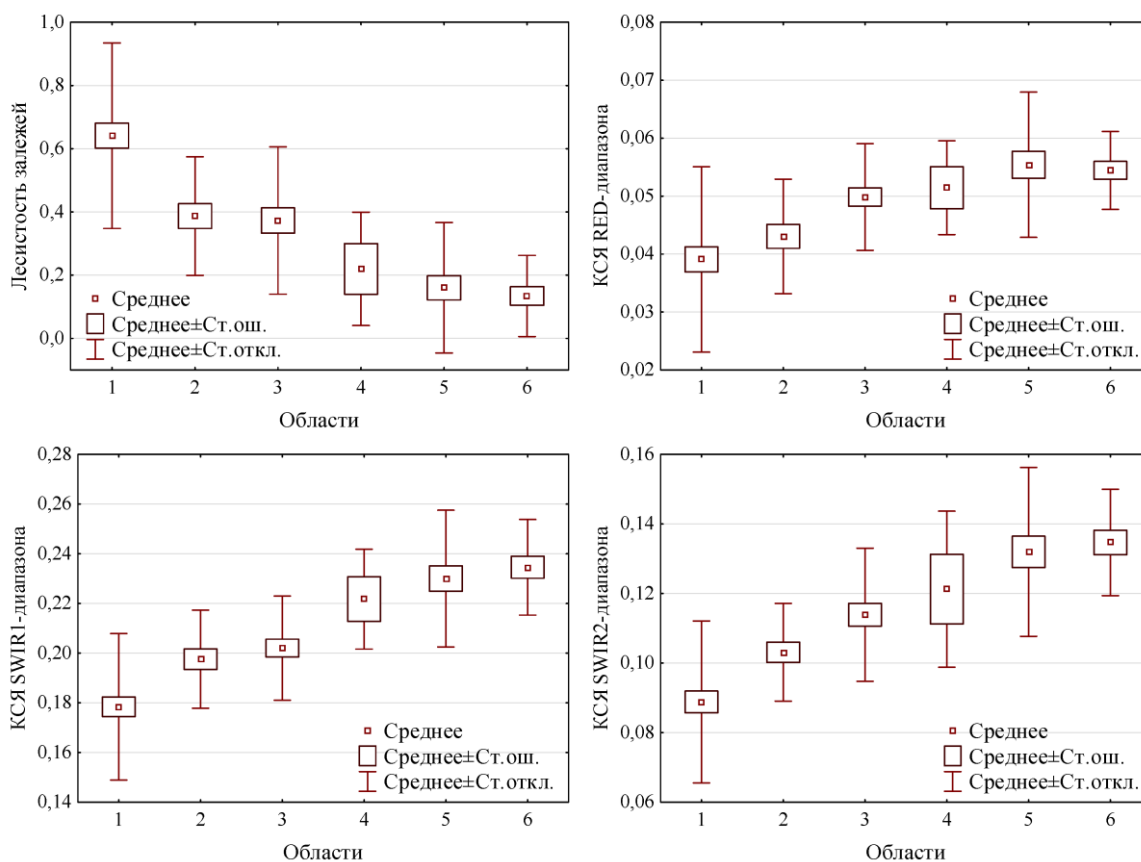 Лесистость залежей
1,0
0,8
0,6
0,4
0,2
0,0
Среднее
Среднее±Ст.ош.
Среднее±Ст.откл.
1 2 3 4 5 6
Области
КСЯ RED-диапазона
0,08
0,07
0,06
0,05
0,04
0,03
0,02
Среднее
Среднее±Ст.ош.
Среднее±Ст.откл.
1 2 3 4 5 6
Области
КСЯ SWIR1-диапазона
0,28
0,26
0,24
0,22
0,20
0,18
0,16
0,14
Среднее
Среднее±Ст.ош.
Среднее±Ст.откл.
1 2 3 4 5 6
Области
КСЯ SWIR2-диапазона
0,16
0,14
0,12
0,10
0,08
0,06
Среднее
Среднее±Ст.ош.
Среднее±Ст.откл.
1 2 3 4 5 6
Области